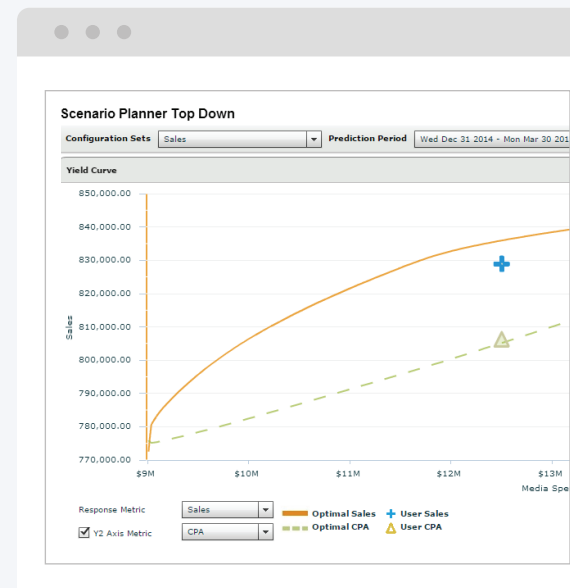 Scenario Planner Top Down
Configuration Sets Sales Prediction Period Wed Dec 31 2014 - Mon Mar 30 201
Yield Curve
850,000.00
840,000.00
830,000.00
820,000.00
810,000.00
800,000.00
790,000.00
780,000.00
770,000.00
Sales
$9M $10M $11M $12M $13M
Media Spe
Response Metric Sales Optimal Sales User Sales
Y2 Axis Metric CPA Optimal CPA User CPA